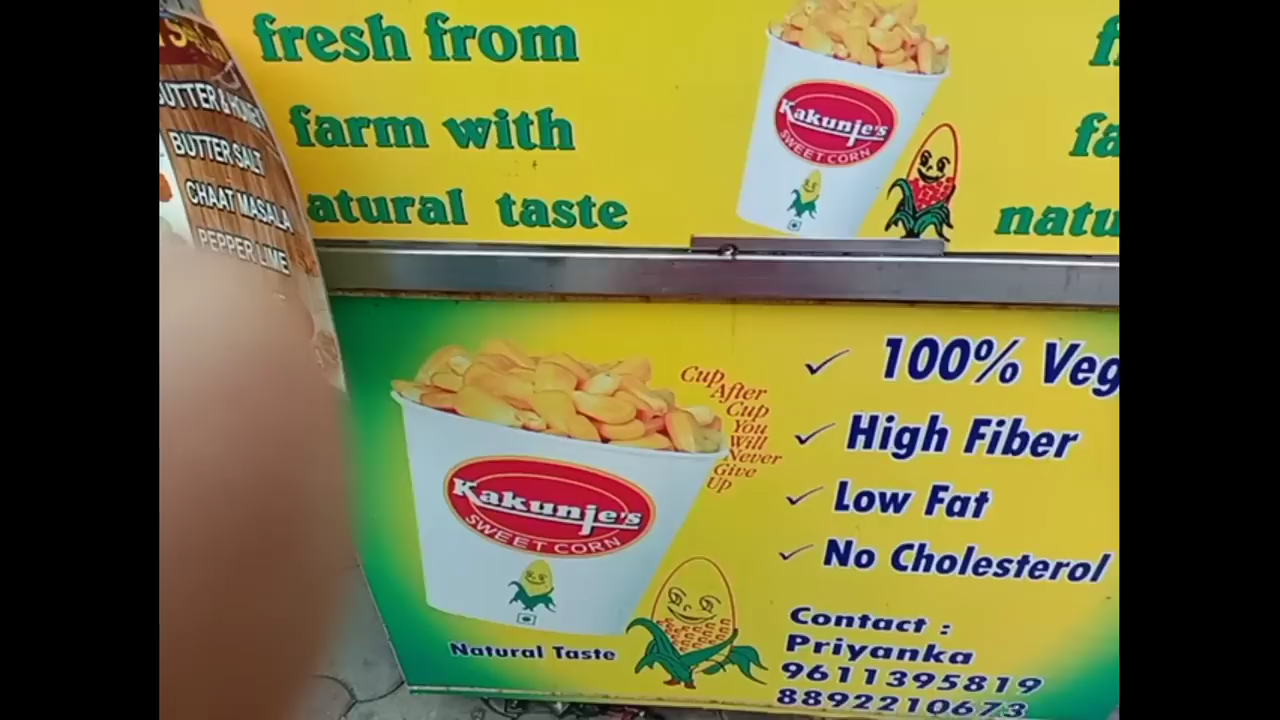 fresh from
farm with
natural taste
Kakunje's
SWEET CORN
natu
BUTTER & HONEY
BUTTER SALT
CHAAT MASALA
PEPPER LIME
Cup
After
Cup
You
Will
Never
Give
Up
Kakunje's
SWEET CORN
Natural Taste
✓ 100% Veg
✓ High Fiber
✓ Low Fat
✓ No Cholesterol
Contact :
Priyanka
9611395819
8892210673